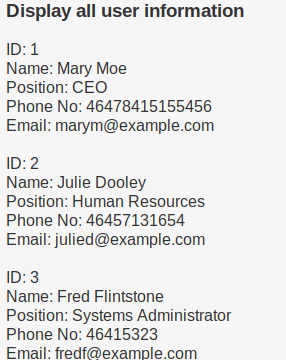 Display all user information
ID: 1
Name: Mary Moe
Position: CEO
Phone No: 46478415155456
Email: marym@example.com
ID: 2
Name: Julie Dooley
Position: Human Resources
Phone No: 46457131654
Email: julied@example.com
ID: 3
Name: Fred Flintstone
Position: Systems Administrator
Phone No: 46415323
Email: fredf@example.com